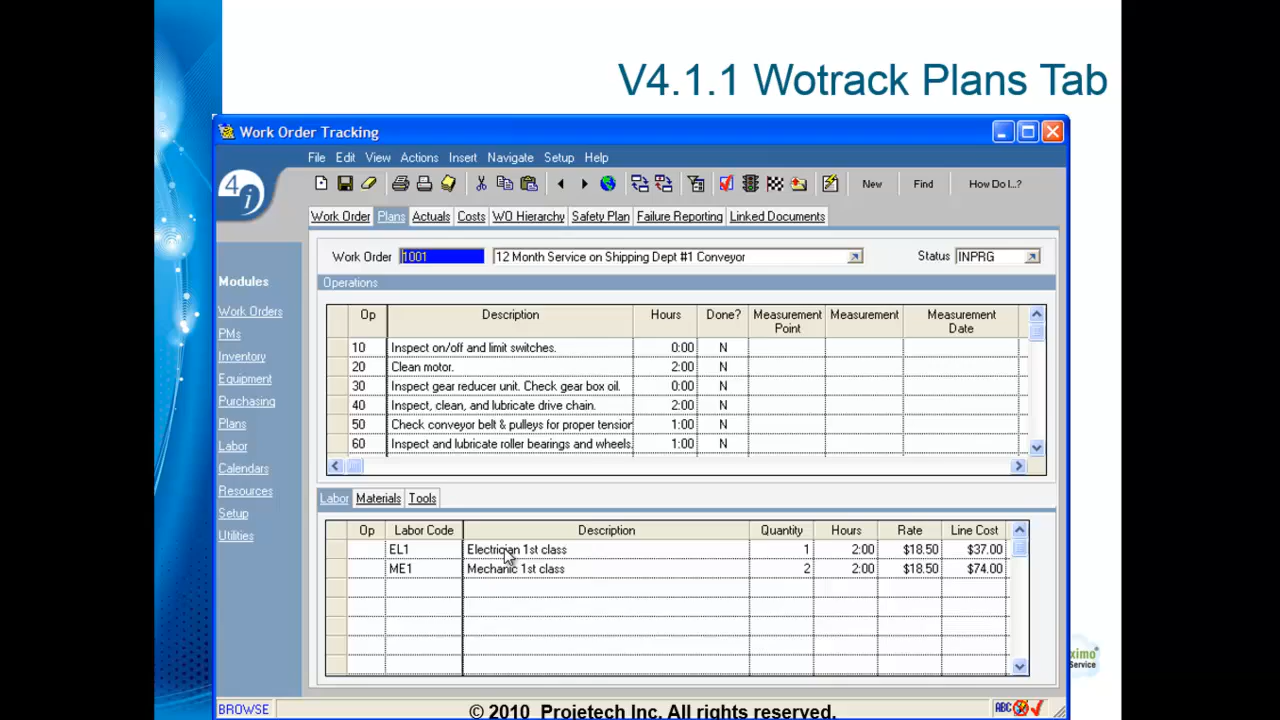 V4.1.1 Wotrack Plans Tab
Work Order Tracking
4i
File Edit View Actions Insert Navigate Setup Help
New Find How Do I...?
Work Order Plans Actuals Costs WO Hierarchy Safety Plan Failure Reporting Linked Documents
Work Order 1001 12 Month Service on Shipping Dept #1 Conveyor Status INPRG
Modules
Work Orders
PMs
Inventory
Equipment
Purchasing
Plans
Labor
Calendars
Resources
Setup
Utilities
Operations
Op Description Hours Done? Measurement Point Measurement Measurement Date
10 Inspect on/off and limit switches. 0:00 N
20 Clean motor. 2:00 N
30 Inspect gear reducer unit. Check gear box oil. 0:00 N
40 Inspect, clean, and lubricate drive chain. 2:00 N
50 Check conveyor belt & pulleys for proper tension 1:00 N
60 Inspect and lubricate roller bearings and wheels. 1:00 N
Labor Materials Tools
Op Labor Code Description Quantity Hours Rate Line Cost
EL1 Electrician 1st class 1 2:00 $18.50 $37.00
ME1 Mechanic 1st class 2 2:00 $18.50 $74.00
ximo
Service
BROWSE
ABC
© 2010 Projetech Inc. All rights reserved.